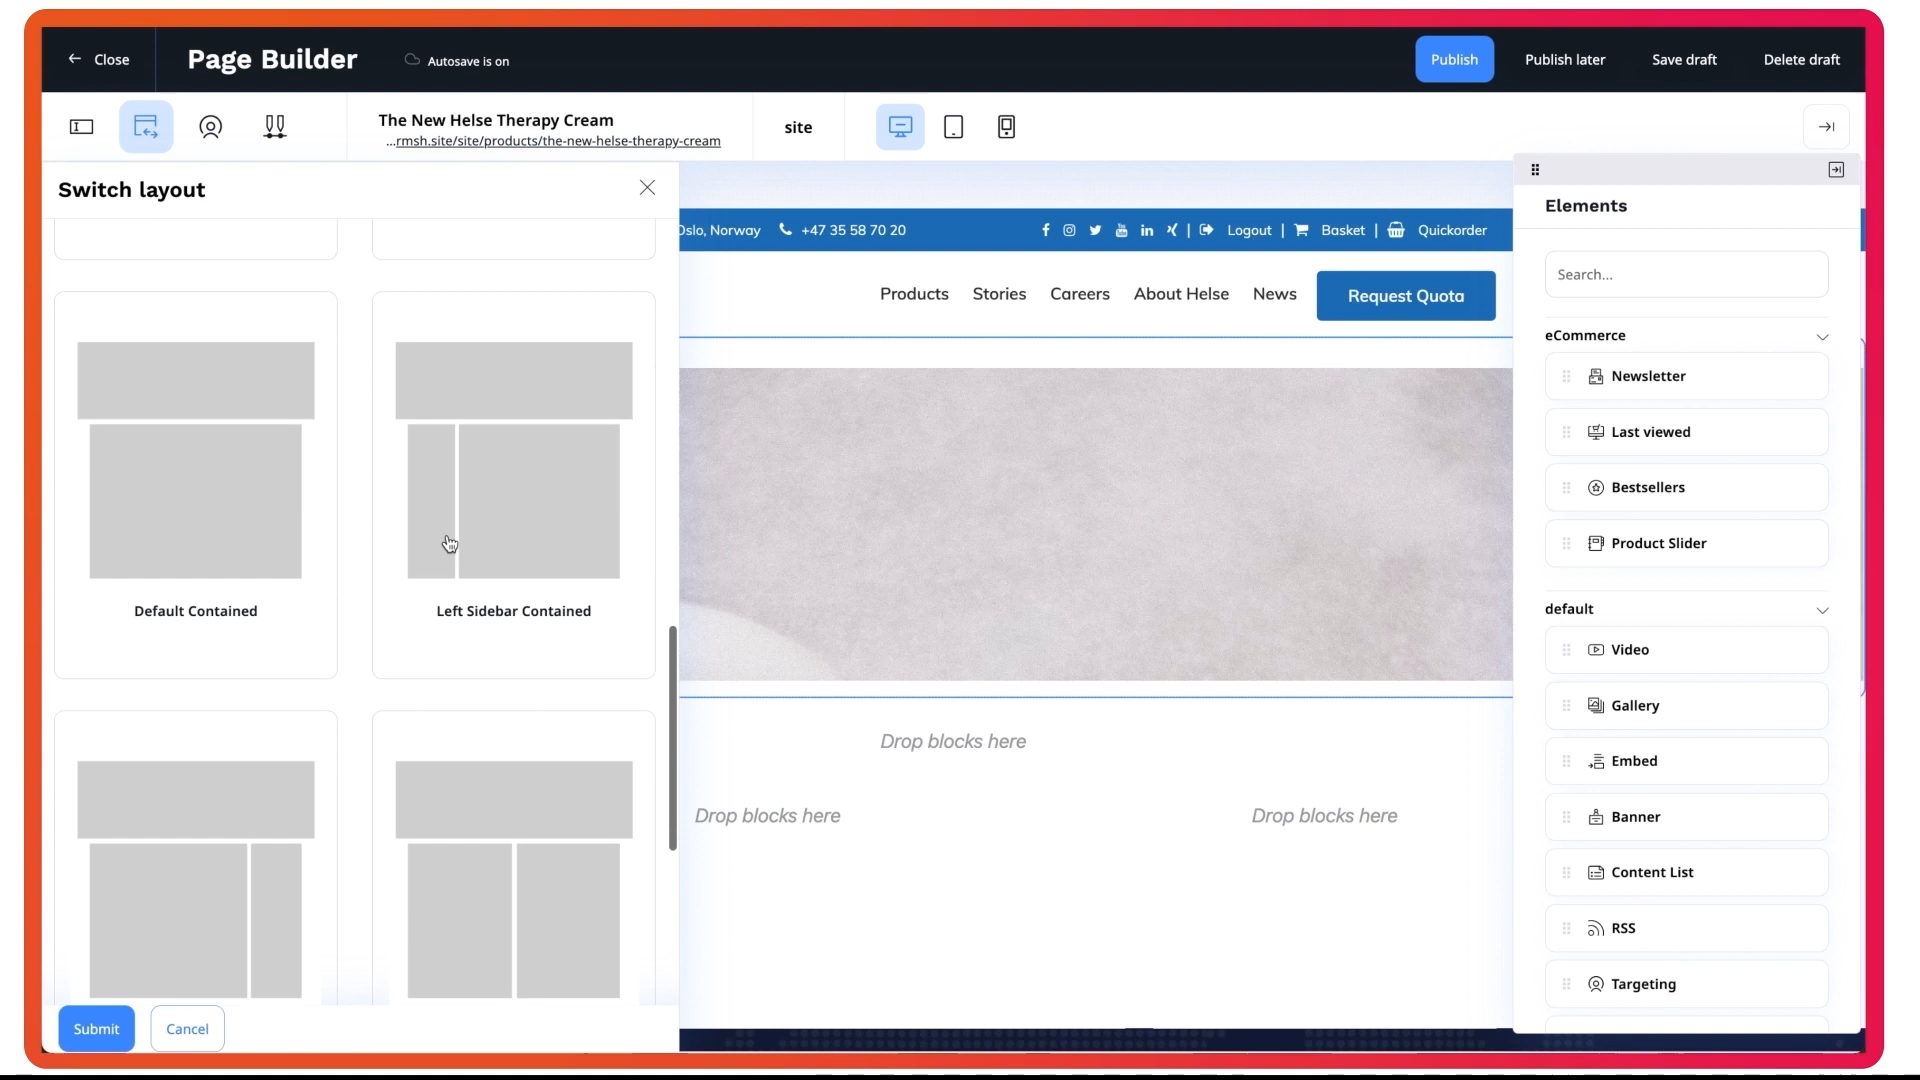 Close
Page Builder
Autosave is on
Publish
Publish later
Save draft
Delete draft
The New Helse Therapy Cream
...rmsh.site/site/products/the-new-helse-therapy-cream
site
Switch layout
Default Contained
Left Sidebar Contained
Submit
Cancel
Oslo, Norway
+47 35 58 70 20
|
Logout
|
Basket
|
Quickorder
Products
Stories
Careers
About Helse
News
Request Quota
Drop blocks here
Drop blocks here
Drop blocks here
Elements
Search...
eCommerce
Newsletter
Last viewed
Bestsellers
Product Slider
default
Video
Gallery
Embed
Banner
Content List
RSS
Targeting